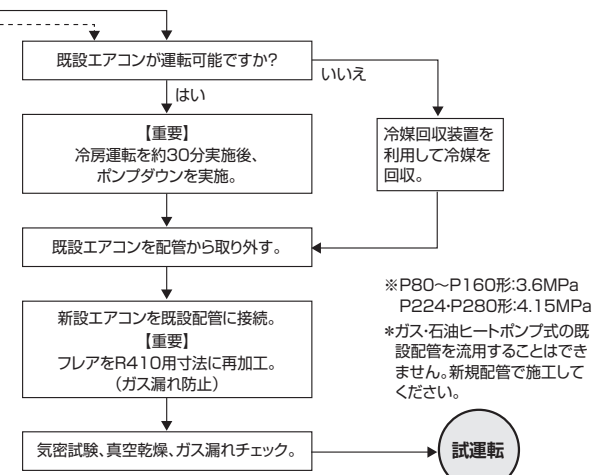 既設エアコンが運転可能ですか?
いいえ
はい
【重要】
冷房運転を約30分実施後、
ポンプダウンを実施。
冷媒回収装置を
利用して冷媒を
回収。
既設エアコンを配管から取り外す。
新設エアコンを既設配管に接続。
【重要】
フレアをR410用寸法に再加工。
(ガス漏れ防止)
※P80〜P160形:3.6MPa
P224・P280形:4.15MPa
*ガス・石油ヒートポンプ式の既
設配管を流用することはでき
ません。新規配管で施工して
ください。
気密試験、真空乾燥、ガス漏れチェック。
試運転